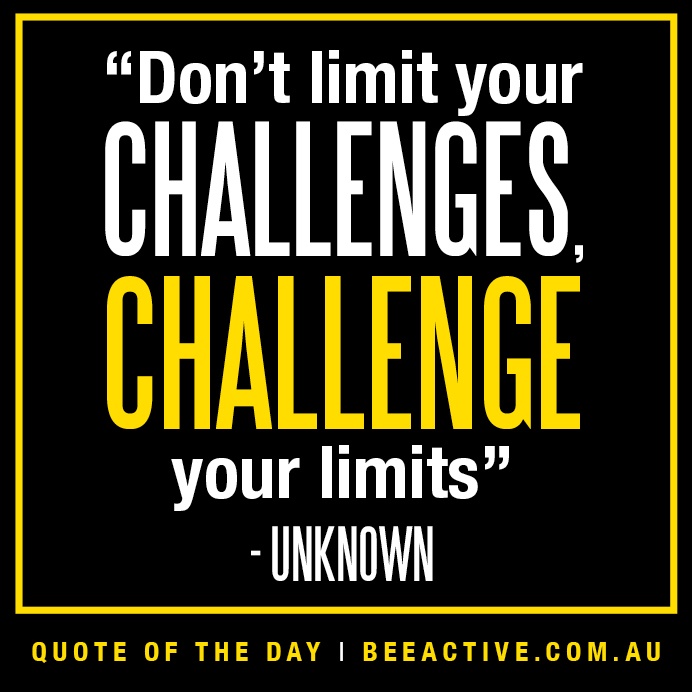 “Don’t limit your
CHALLENGES,
CHALLENGE
your limits”
- UNKNOWN
QUOTE OF THE DAY | BEEACTIVE.COM.AU